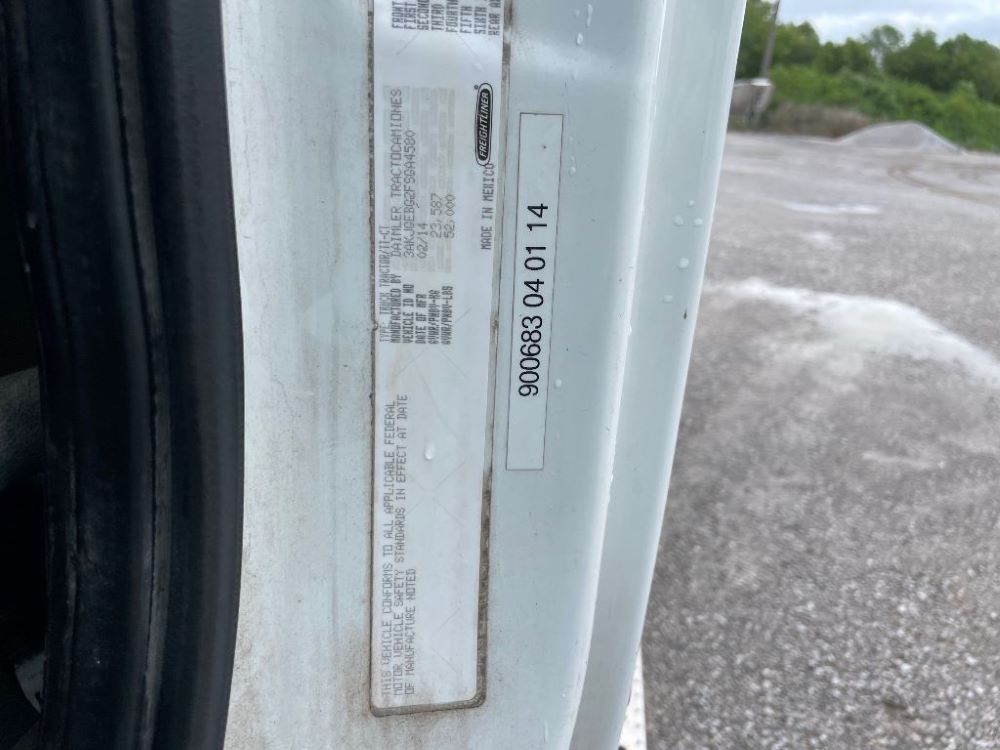 THIS VEHICLE CONFORMS TO ALL APPLICABLE FEDERAL
MOTOR VEHICLE SAFETY STANDARDS IN EFFECT AT DATE
OF MANUFACTURE NOTED
TYPE TRUCK TRACTOR/TT-CT
MANUFACTURED BY DAIMLER TRACTOCAMIONES
VEHICLE ID NO 3AKJGEBG2FSGA4580
DATE OF MFR 02/14
GVWR/PNBV-KG 23,587
GVWR/PNBV-LBS 52,000
FRONT
FIRST
SECOND
THIRD
FOURTH
FIFTH
SIXTH
REAR
FREIGHTLINER
MADE IN MEXICO
900683 04 01 14